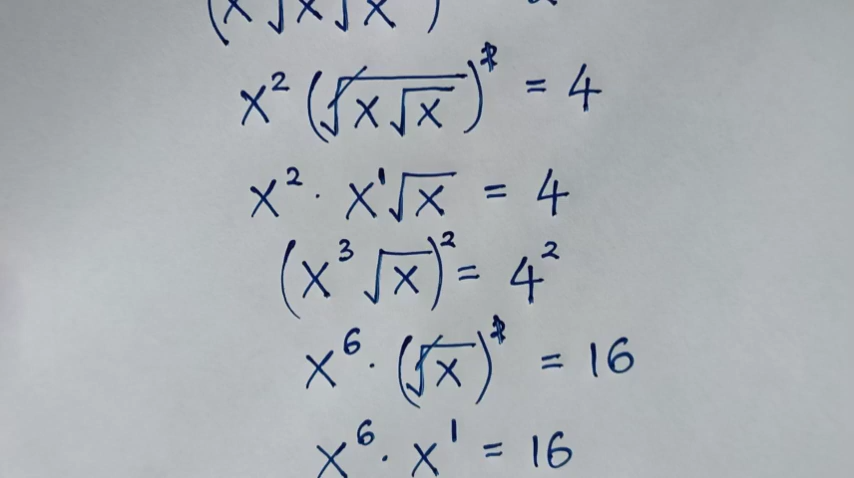 (x√x√x)
x² (√x√x)² = 4
x² · x¹√x = 4
(x³ √x)² = 4²
x⁶ · (√x)² = 16
x⁶ · x¹ = 16